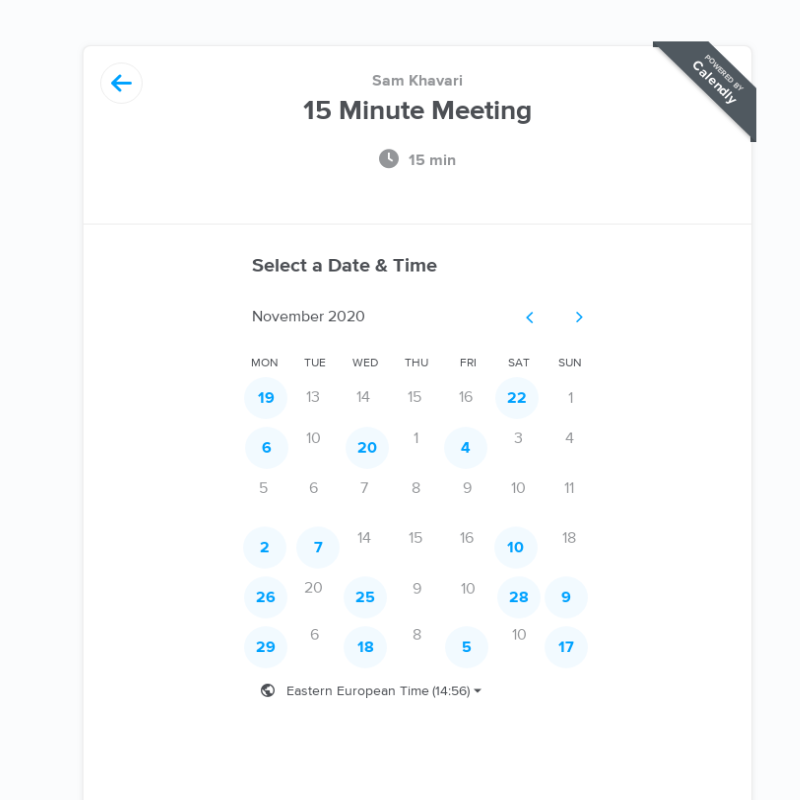 Sam Khavari
POWERED BY
Calendly
15 Minute Meeting
15 min
Select a Date & Time
November 2020
MON TUE WED THU FRI SAT SUN
19 13 14 15 16 22 1
6 10 20 1 4 3 4
5 6 7 8 9 10 11
2 7 14 15 16 10 18
26 20 25 9 10 28 9
29 6 18 8 5 10 17
Eastern European Time (14:56)